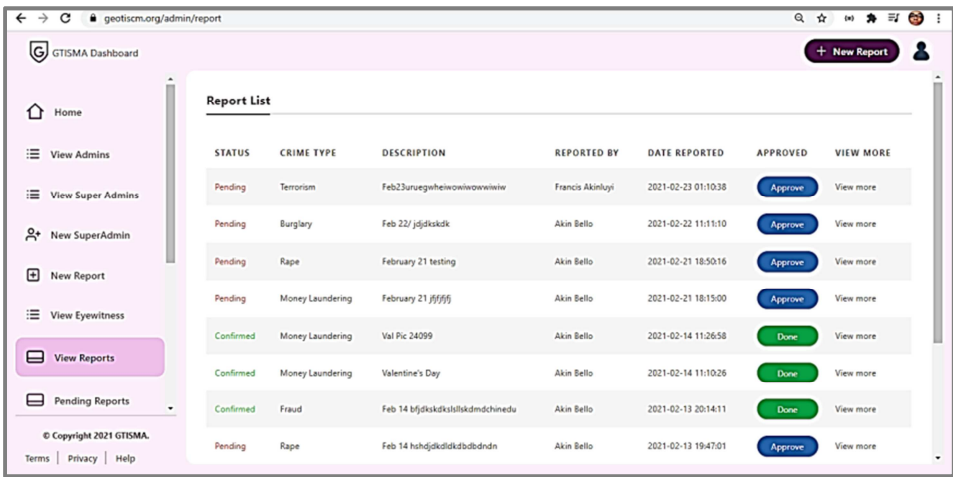 geotiscm.org/admin/report
G GTISMA Dashboard
+ New Report
Home
View Admins
View Super Admins
New SuperAdmin
New Report
View Eyewitness
View Reports
Pending Reports
© Copyright 2021 GTISMA.
Terms | Privacy | Help
Report List
STATUS CRIME TYPE DESCRIPTION REPORTED BY DATE REPORTED APPROVED VIEW MORE
Pending Terrorism Feb23uruegwheiwowiwowwiwiw Francis Akinluyi 2021-02-23 01:10:38 Approve View more
Pending Burglary Feb 22/ jdjdkskdk Akin Bello 2021-02-22 11:11:10 Approve View more
Pending Rape February 21 testing Akin Bello 2021-02-21 18:50:16 Approve View more
Pending Money Laundering February 21 Akin Bello 2021-02-21 18:15:00 Approve View more
Confirmed Money Laundering Val Pic 24099 Akin Bello 2021-02-14 11:26:58 Done View more
Confirmed Money Laundering Valentine's Day Akin Bello 2021-02-14 11:10:26 Done View more
Confirmed Fraud Feb 14 Akin Bello 2021-02-13 20:14:11 Done View more
Pending Rape Feb 14 Akin Bello 2021-02-13 19:47:01 Approve View more